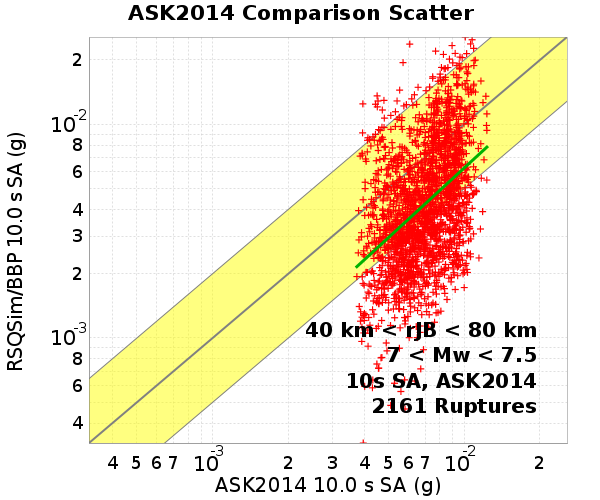 ASK2014 Comparison Scatter
RSQSim/BBP 10.0 s SA (g)
2
10-2
8
6
4
3
2
10-3
8
6
4
40 km < rJB < 80 km
7 < Mw < 7.5
10s SA, ASK2014
2161 Ruptures
4 5 6 7 10-3 2 3 4 5 6 7 10-2 2
ASK2014 10.0 s SA (g)